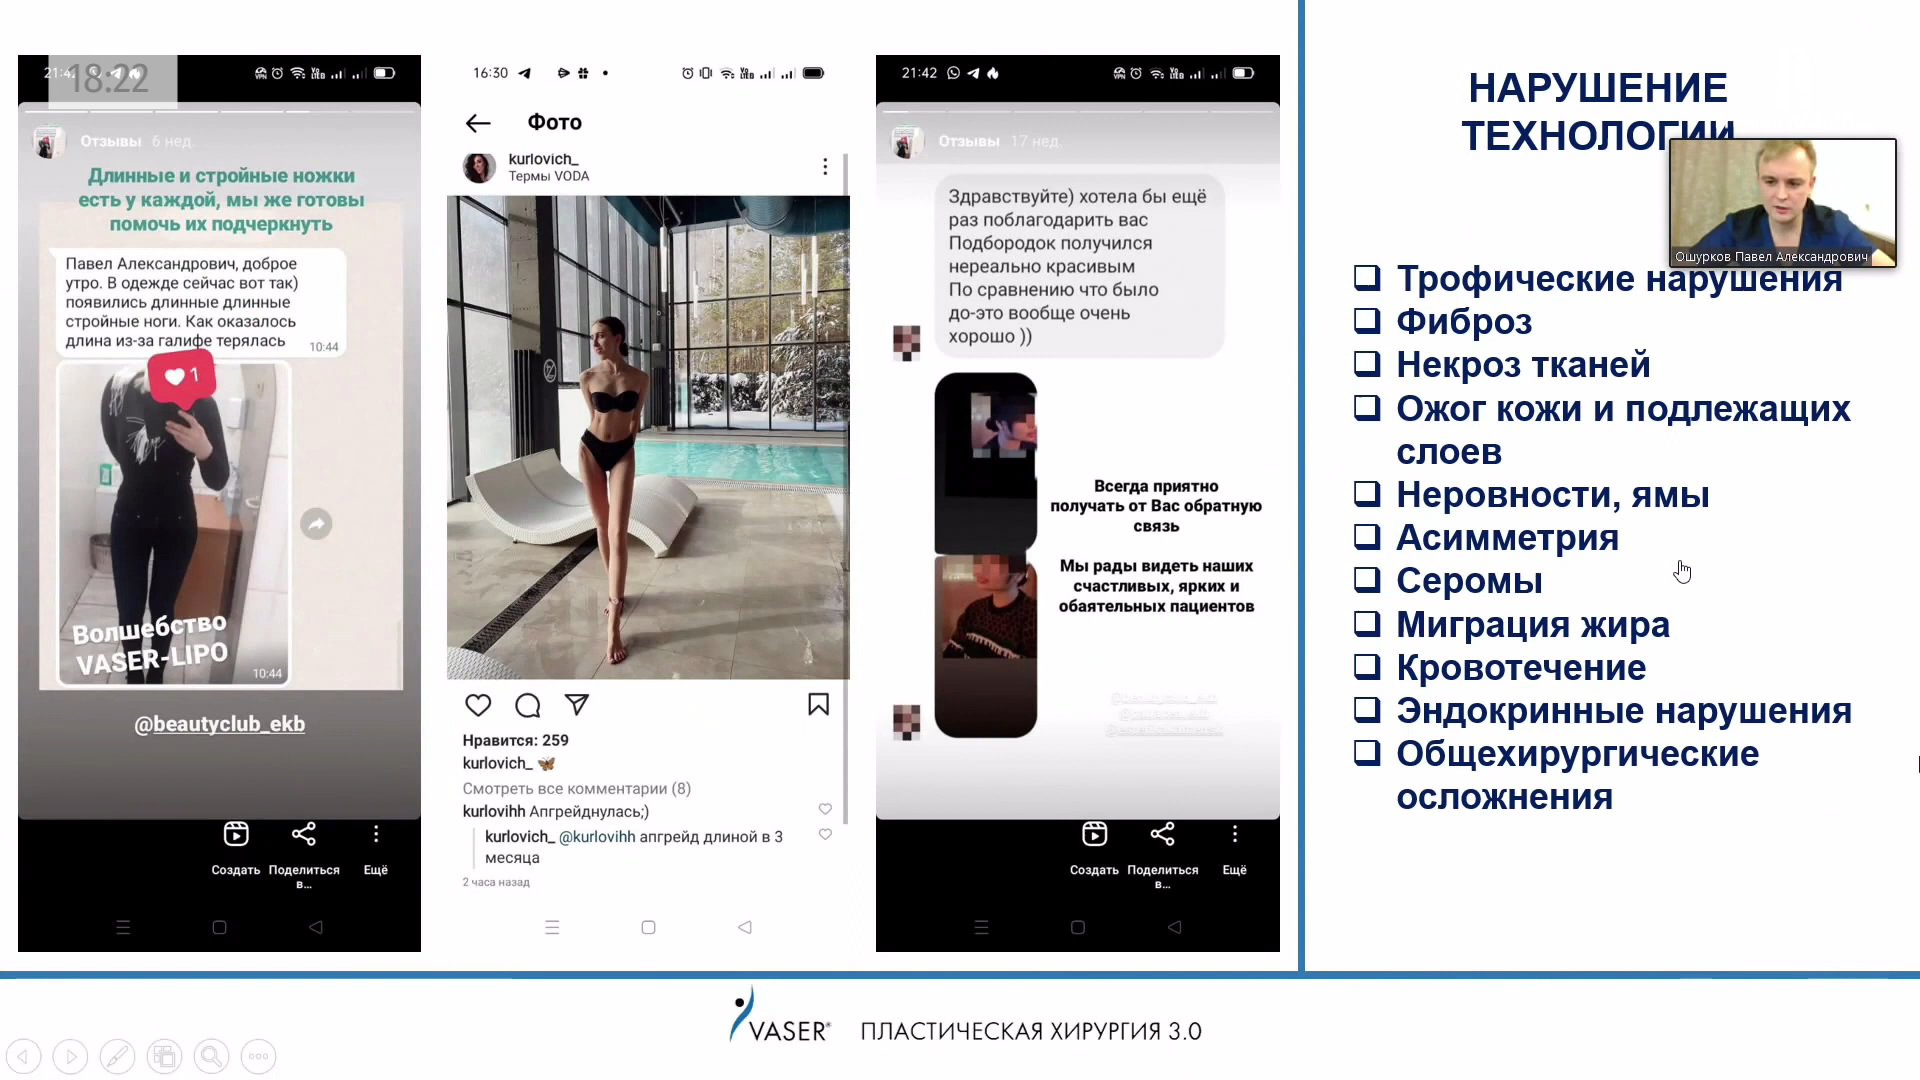 18:22
Отзывы 6 нед.
Длинные и стройные ножки
есть у каждой, мы же готовы
помочь их подчеркнуть
Павел Александрович, доброе
утро. В одежде сейчас вот так)
появились длинные длинные
стройные ноги. Как оказалось
длина из-за галифе терялась
10:44
1
Волшебство
VASER-LIPO
10:44
@beautyclub_ekb
Создать
Поделиться
в...
Ещё
16:30
Фото
kurlovich_
Термы VODA
Нравится: 259
kurlovich_
Смотреть все комментарии (8)
kurlovihh Апгрейднулась;)
kurlovich_ @kurlovihh апгрейд длиной в 3
месяца
2 часа назад
21:42
Отзывы 17 нед.
Здравствуйте) хотела бы ещё
раз поблагодарить вас
Подбородок получился
нереально красивым
По сравнению что было
до-это вообще очень
хорошо ))
Всегда приятно
получать от Вас обратную
связь
Мы рады видеть наших
счастливых, ярких и
обаятельных пациентов
Создать
Поделиться
в...
Ещё
НАРУШЕНИЕ
ТЕХНОЛОГИИ
Ошурков Павел Александрович
Трофические нарушения
Фиброз
Некроз тканей
Ожог кожи и подлежащих
слоев
Неровности, ямы
Асимметрия
Серомы
Миграция жира
Кровотечение
Эндокринные нарушения
Общехирургические
осложнения
VASER® ПЛАСТИЧЕСКАЯ ХИРУРГИЯ 3.0